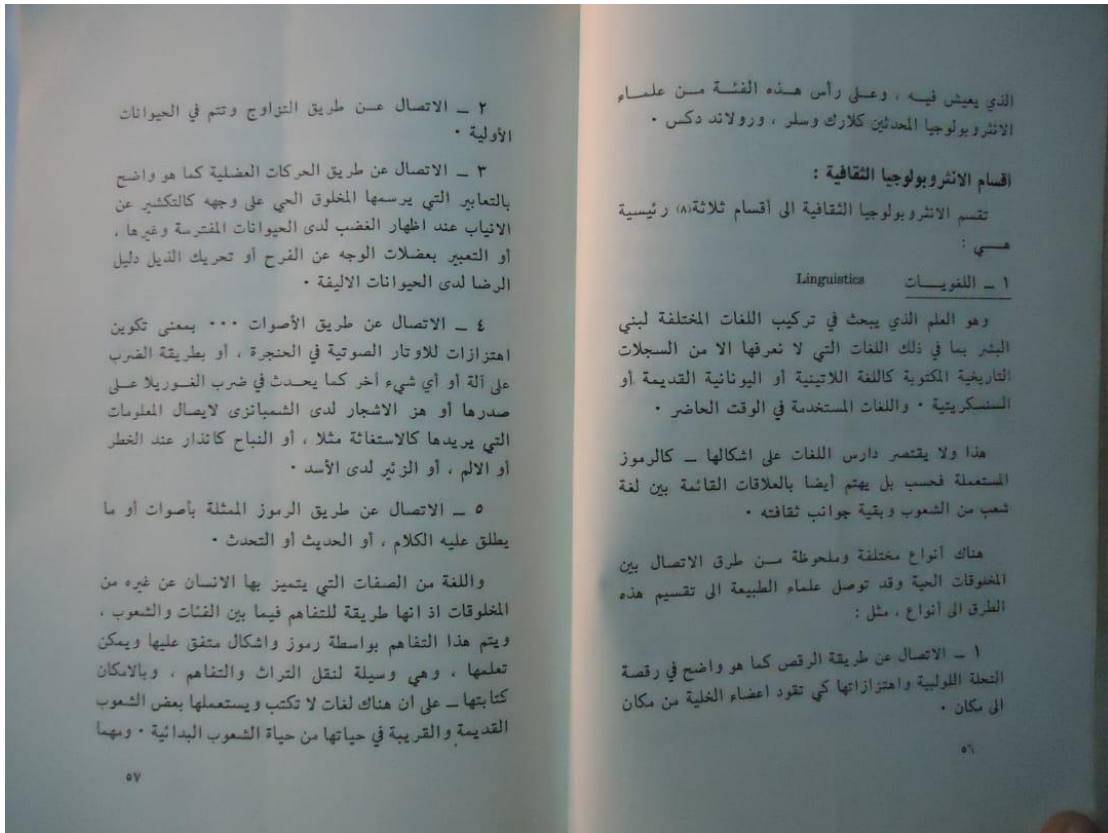 الذي يعيش فيه ، وعلى رأس هذه الفئة من علماء
الانثروبولوجيا المحدثين كلارك وسلر ، ورولاند دكس ·
اقسام الانثروبولوجيا الثقافية :
تقسم الانثروبولوجيا الثقافية الى أقسام ثلاثة(٨) رئيسية
هي :
١ ــ اللغويات Linguistics
وهو العلم الذي يبحث في تركيب اللغات المختلفة لبني
البشر بما في ذلك اللغات التي لا نعرفها الا من السجلات
التاريخية المكتوبة كاللغة اللاتينية أو اليونانية القديمة أو
السنسكريتية · واللغات المستخدمة في الوقت الحاضر ·
هذا ولا يقتصر دارس اللغات على اشكالها ــ كالرموز
المستعملة فحسب بل يهتم أيضا بالعلاقات القائمة بين لغة
شعب من الشعوب وبقية جوانب ثقافته ·
هناك أنواع مختلفة وملحوظة من طرق الاتصال بين
المخلوقات الحية وقد توصل علماء الطبيعة الى تقسيم هذه
الطرق الى أنواع ، مثل :
١ ــ الاتصال عن طريقة الرقص كما هو واضح في رقصة
النحلة اللولبية واهتزازاتها كي تقود اعضاء الخلية من مكان
الى مكان ·
٥٦
٢ ــ الاتصال عن طريق التزاوج وتتم في الحيوانات
الأولية ·
٣ ــ الاتصال عن طريق الحركات العضلية كما هو واضح
بالتعابير التي يرسمها المخلوق الحي على وجهه كالتكشير عن
الانياب عند اظهار الغضب لدى الحيوانات المفترسة وغيرها ،
أو التعبير بعضلات الوجه عن الفرح أو تحريك الذيل دليل
الرضا لدى الحيوانات الاليفة ·
٤ ــ الاتصال عن طريق الأصوات ··· بمعنى تكوين
اهتزازات للاوتار الصوتية في الحنجرة ، أو بطريقة الضرب
على آلة أو أي شيء أخر كما يحدث في ضرب الغوريلا على
صدرها أو هز الاشجار لدى الشمبانزى لايصال المعلومات
التي يريدها كالاستغاثة مثلا ، أو النباح كانذار عند الخطر
أو الالم ، أو الزئير لدى الأسد ·
٥ ــ الاتصال عن طريق الرموز الممثلة بأصوات أو ما
يطلق عليه الكلام ، أو الحديث أو التحدث ·
واللغة من الصفات التي يتميز بها الانسان عن غيره من
المخلوقات اذ انها طريقة للتفاهم فيما بين الفئات والشعوب ،
ويتم هذا التفاهم بواسطة رموز واشكال متفق عليها ويمكن
تعلمها ، وهي وسيلة لنقل التراث والتفاهم ، وبالامكان
كتابتها ــ على ان هناك لغات لا تكتب ويستعملها بعض الشعوب
القديمة والقريبة في حياتها من حياة الشعوب البدائية · ومهما
٥٧